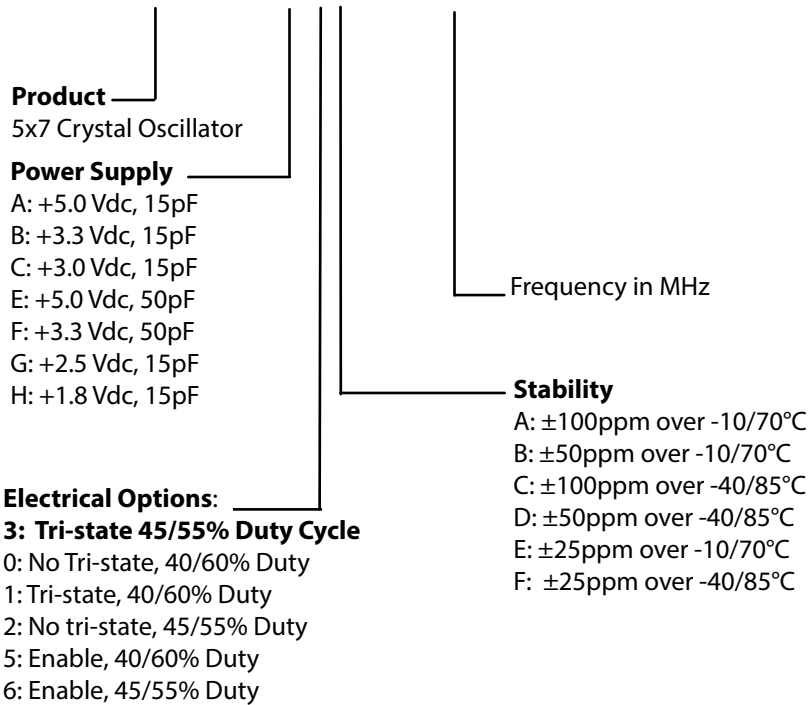 Product
5x7 Crystal Oscillator
Power Supply
A: +5.0 Vdc, 15pF
B: +3.3 Vdc, 15pF
C: +3.0 Vdc, 15pF
E: +5.0 Vdc, 50pF
F: +3.3 Vdc, 50pF
G: +2.5 Vdc, 15pF
H: +1.8 Vdc, 15pF
Frequency in MHz
Stability
A: ±100ppm over -10/70°C
B: ±50ppm over -10/70°C
C: ±100ppm over -40/85°C
D: ±50ppm over -40/85°C
E: ±25ppm over -10/70°C
F: ±25ppm over -40/85°C
Electrical Options:
3: Tri-state 45/55% Duty Cycle
0: No Tri-state, 40/60% Duty
1: Tri-state, 40/60% Duty
2: No tri-state, 45/55% Duty
5: Enable, 40/60% Duty
6: Enable, 45/55% Duty